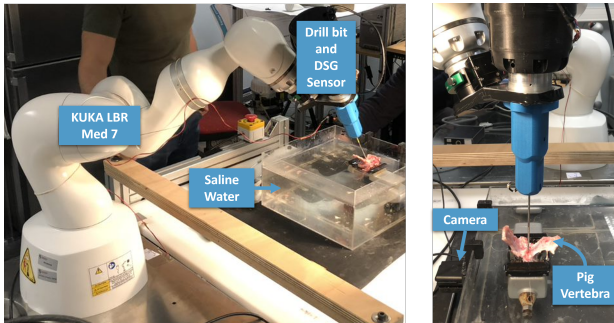 Drill bit
and
DSG
Sensor
KUKA LBR
Med 7
Saline
Water
Camera
Pig
Vertebra